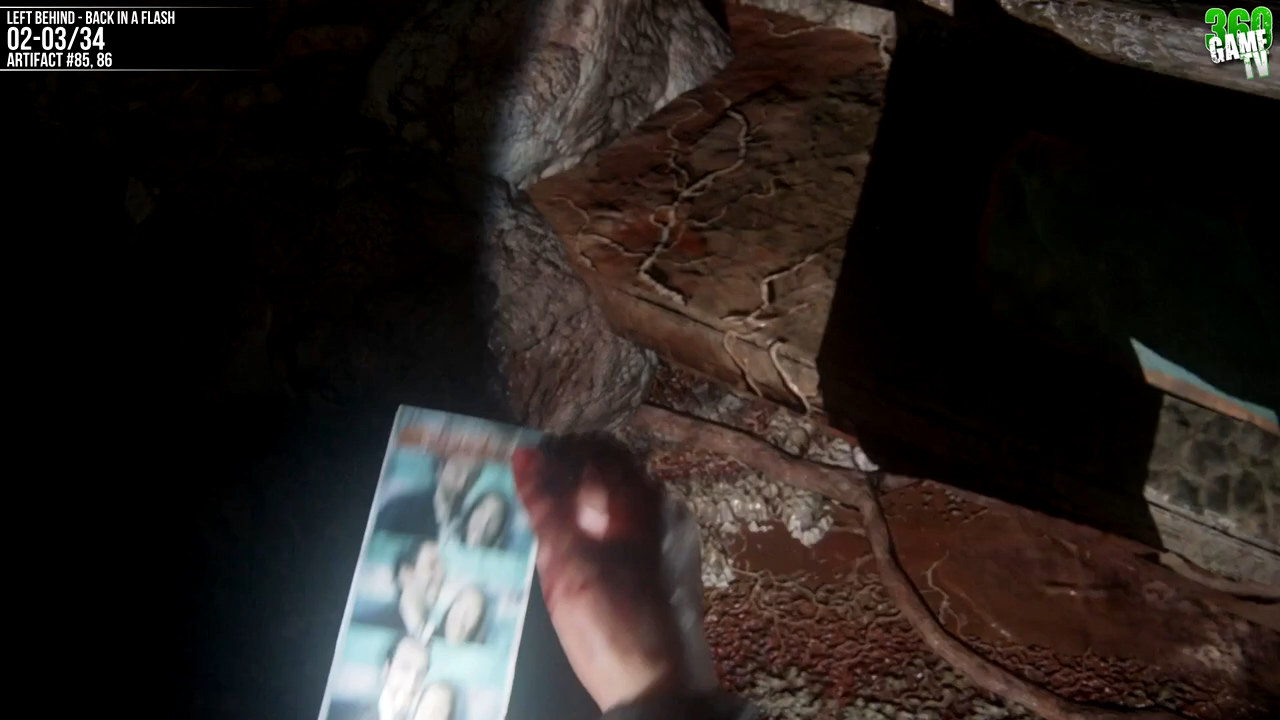 LEFT BEHIND - BACK IN A FLASH
02-03/34
ARTIFACT #85, 86
360
GAME
TV